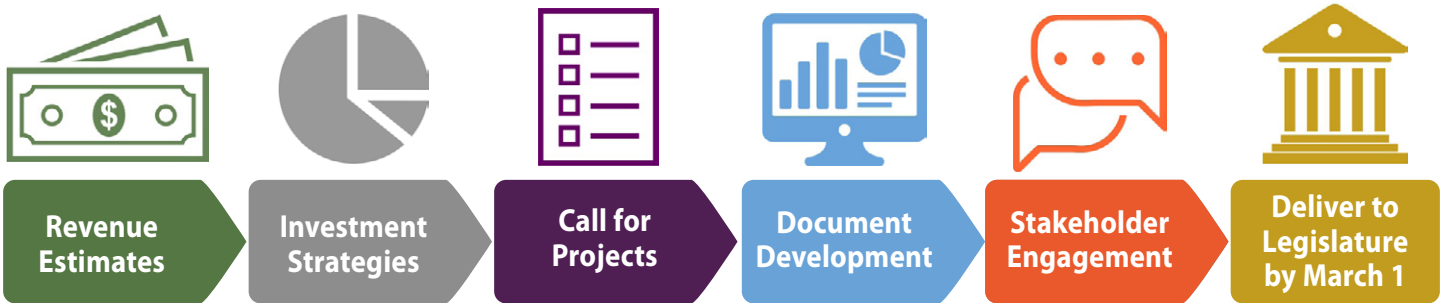 $
Revenue
Estimates
Investment
Strategies
Call for
Projects
Document
Development
Stakeholder
Engagement
Deliver to
Legislature
by March 1